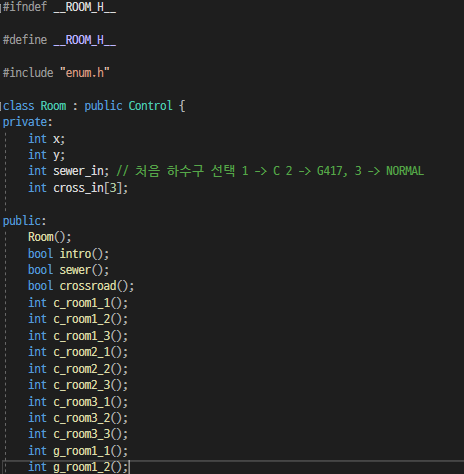 #ifndef __ROOM_H__
#define __ROOM_H__
#include "enum.h"
class Room : public Control {
private:
int x;
int y;
int sewer_in; // 처음 하수구 선택 1 -> C 2 -> G417, 3 -> NORMAL
int cross_in[3];
public:
Room();
bool intro();
bool sewer();
bool crossroad();
int c_room1_1();
int c_room1_2();
int c_room1_3();
int c_room2_1();
int c_room2_2();
int c_room2_3();
int c_room3_1();
int c_room3_2();
int c_room3_3();
int g_room1_1();
int g_room1_2();